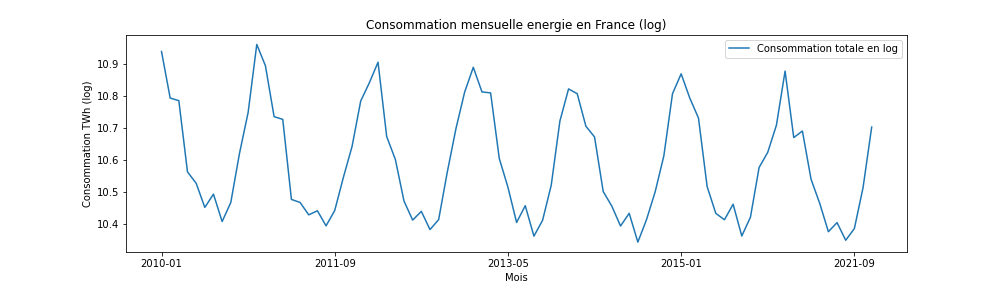 Consommation mensuelle energie en France (log)
Consommation totale en log
Consommation TWh (log)
10.9
10.8
10.7
10.6
10.5
10.4
2010-01
2011-09
2013-05
2015-01
2021-09
Mois